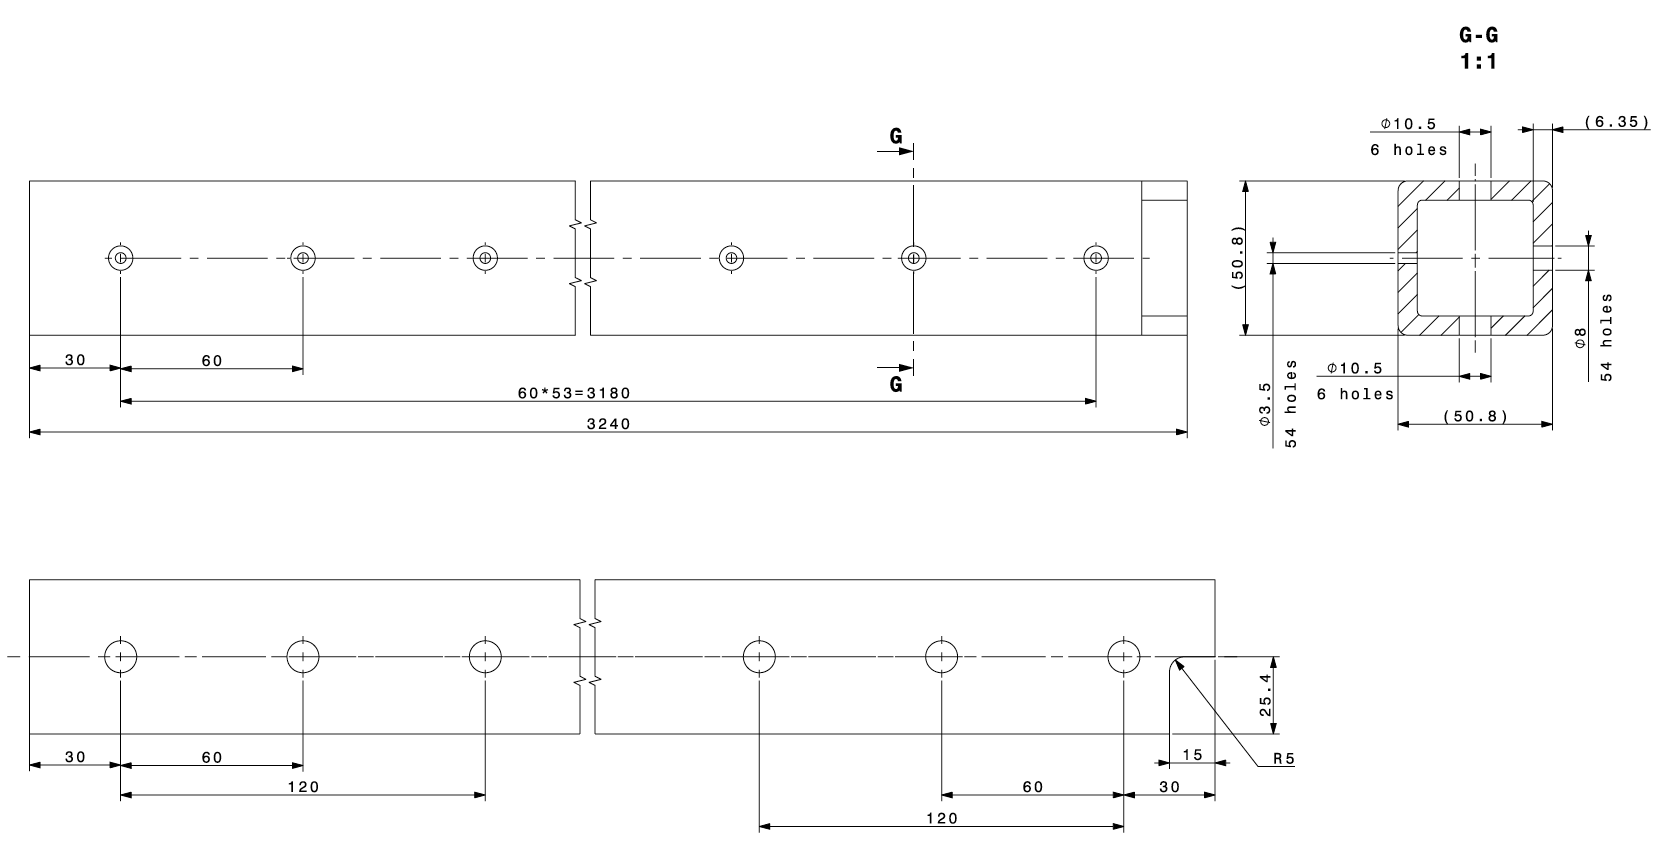 G-G
1:1
G
Φ10.5
6 holes
(6.35)
(50.8)
Φ3.5
54 holes
Φ8
54 holes
Φ10.5
6 holes
(50.8)
30
60
G
60*53=3180
3240
25.4
30
60
120
15
R5
60
30
120